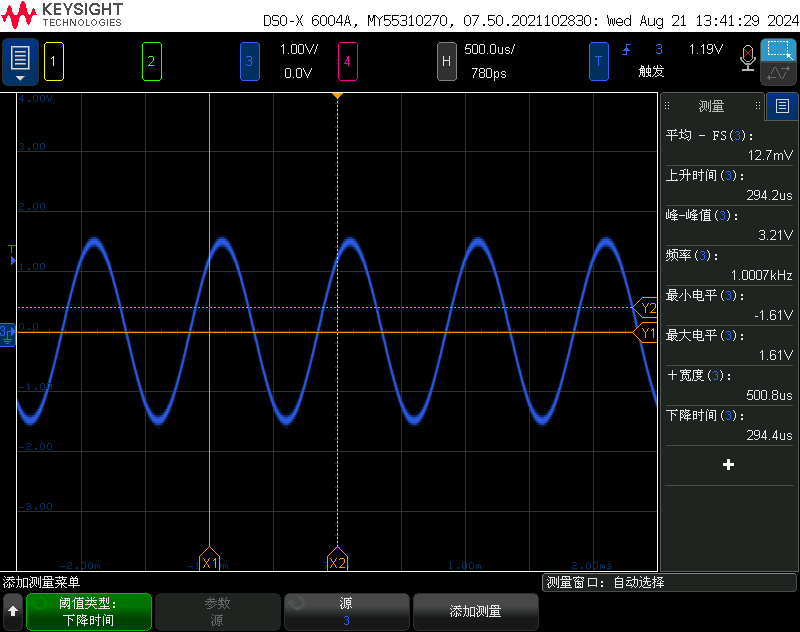 KEYSIGHT
TECHNOLOGIES
DSO-X 6004A, MY55310270, 07.50.2021102830: Wed Aug 21 13:41:29 2024
1
2
3
1.00V/
0.0V
4
H
500.0us/
780ps
T
3
触发
1.19V
4.00V
3.00
2.00
1.00
0.0
-1.00
-2.00
-3.00
-2.00m
1.00m
2.00ms
T
3
X1
X2
Y2
Y1
测量
平均 - FS(3):
12.7mV
上升时间(3):
294.2us
峰-峰值(3):
3.21V
频率(3):
1.0007kHz
最小电平(3):
-1.61V
最大电平(3):
1.61V
+宽度(3):
500.8us
下降时间(3):
294.4us
+
添加测量菜单
测量窗口: 自动选择
阈值类型:
下降时间
参数
源
源
3
添加测量